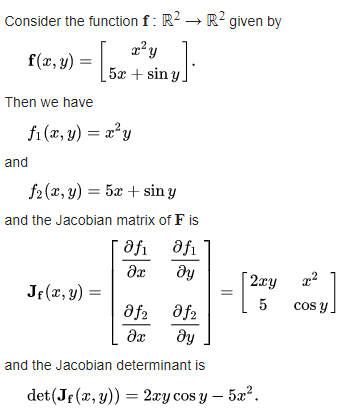 Consider the function f : ℝ² → ℝ² given by
f(x, y) = [ x²y
5x + sin y ].
Then we have
f₁(x, y) = x²y
and
f₂(x, y) = 5x + sin y
and the Jacobian matrix of F is
J_f(x, y) = [ ∂f₁/∂x ∂f₁/∂y
∂f₂/∂x ∂f₂/∂y ] = [ 2xy x²
5 cos y ]
and the Jacobian determinant is
det(J_f(x, y)) = 2xy cos y − 5x².